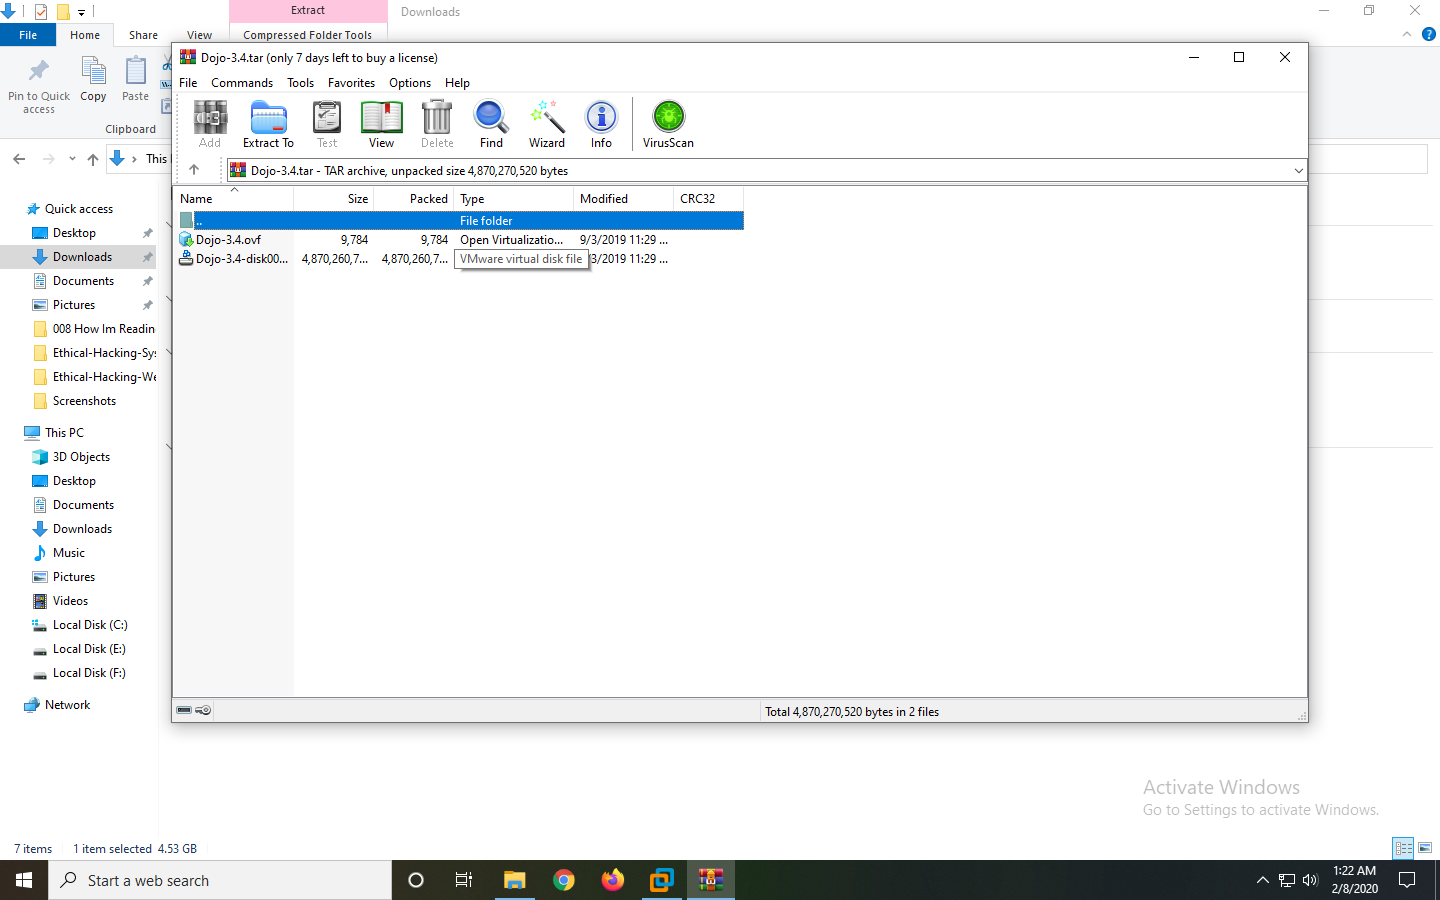 Extract
Downloads
File
Home
Share
View
Compressed Folder Tools
Pin to Quick access
Copy
Paste
Clipboard
This
Dojo-3.4.tar (only 7 days left to buy a license)
File Commands Tools Favorites Options Help
Add Extract To Test View Delete Find Wizard Info VirusScan
Dojo-3.4.tar - TAR archive, unpacked size 4,870,270,520 bytes
Name Size Packed Type Modified CRC32
.. File folder
Dojo-3.4.ovf 9,784 9,784 Open Virtualizatio... 9/3/2019 11:29 ...
Dojo-3.4-disk00... 4,870,260,7... 4,870,260,7... VMware virtual disk file /3/2019 11:29 ...
Total 4,870,270,520 bytes in 2 files
Quick access
Desktop
Downloads
Documents
Pictures
008 How Im Readin
Ethical-Hacking-Sys
Ethical-Hacking-We
Screenshots
This PC
3D Objects
Desktop
Documents
Downloads
Music
Pictures
Videos
Local Disk (C:)
Local Disk (E:)
Local Disk (F:)
Network
Activate Windows
Go to Settings to activate Windows.
7 items 1 item selected 4.53 GB
Start a web search
1:22 AM
2/8/2020